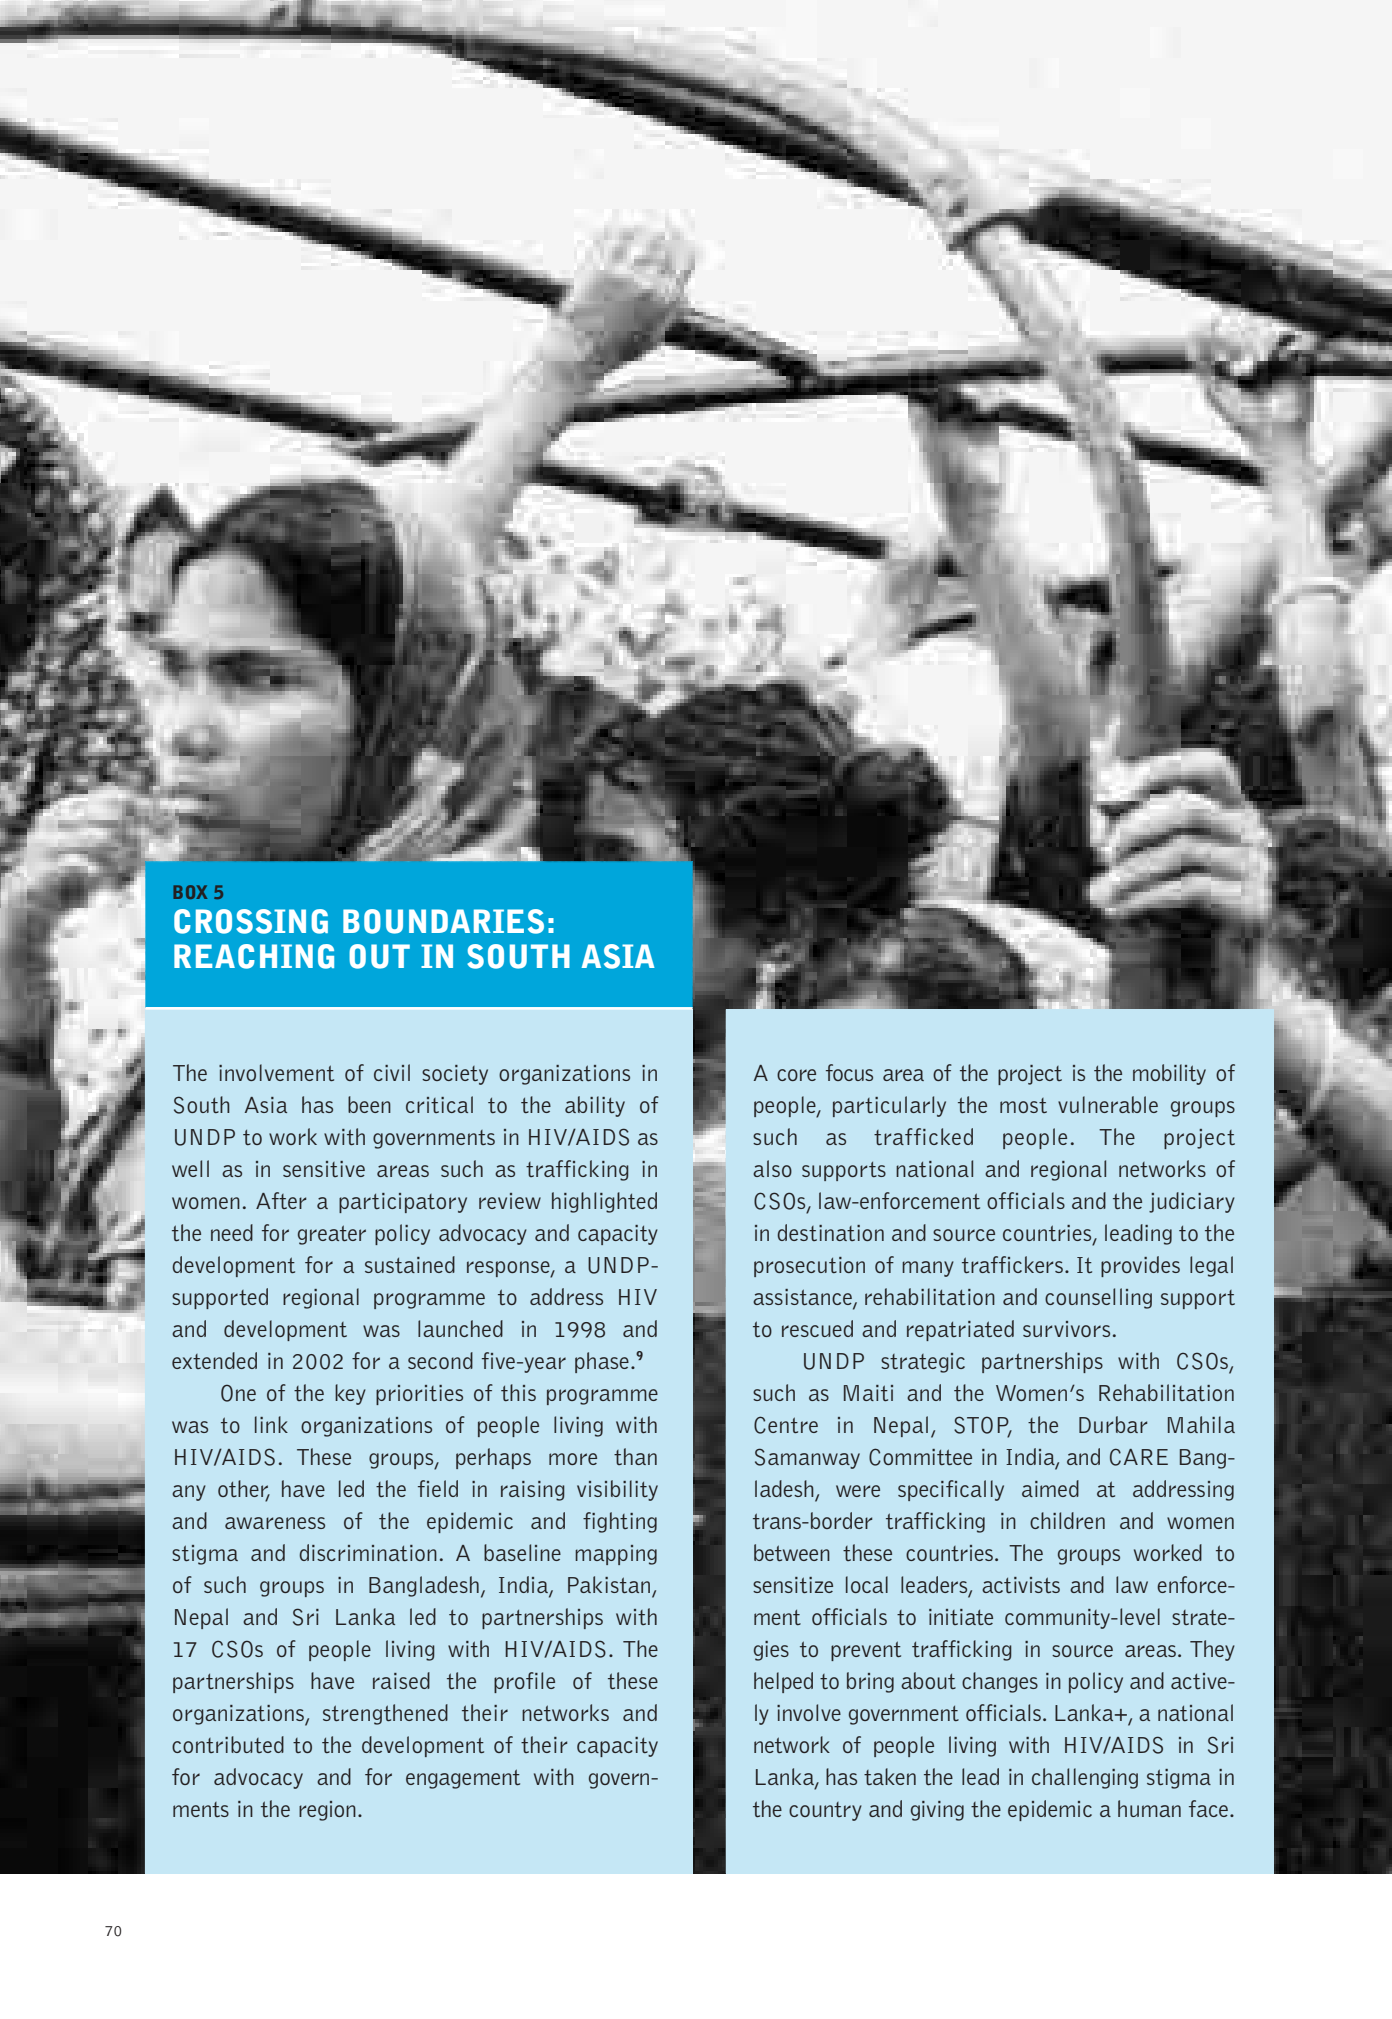 BOX 5
CROSSING BOUNDARIES:
REACHING OUT IN SOUTH ASIA
The involvement of civil society organizations in
South Asia has been critical to the ability of
UNDP to work with governments in HIV/AIDS as
well as in sensitive areas such as trafficking in
women. After a participatory review highlighted
the need for greater policy advocacy and capacity
development for a sustained response, a UNDP-
supported regional programme to address HIV
and development was launched in 1998 and
extended in 2002 for a second five-year phase.⁹
One of the key priorities of this programme
was to link organizations of people living with
HIV/AIDS. These groups, perhaps more than
any other, have led the field in raising visibility
and awareness of the epidemic and fighting
stigma and discrimination. A baseline mapping
of such groups in Bangladesh, India, Pakistan,
Nepal and Sri Lanka led to partnerships with
17 CSOs of people living with HIV/AIDS. The
partnerships have raised the profile of these
organizations, strengthened their networks and
contributed to the development of their capacity
for advocacy and for engagement with govern-
ments in the region.
A core focus area of the project is the mobility of
people, particularly the most vulnerable groups
such as trafficked people. The project
also supports national and regional networks of
CSOs, law-enforcement officials and the judiciary
in destination and source countries, leading to the
prosecution of many traffickers. It provides legal
assistance, rehabilitation and counselling support
to rescued and repatriated survivors.
UNDP strategic partnerships with CSOs,
such as Maiti and the Women's Rehabilitation
Centre in Nepal, STOP, the Durbar Mahila
Samanway Committee in India, and CARE Bang-
ladesh, were specifically aimed at addressing
trans-border trafficking in children and women
between these countries. The groups worked to
sensitize local leaders, activists and law enforce-
ment officials to initiate community-level strate-
gies to prevent trafficking in source areas. They
helped to bring about changes in policy and active-
ly involve government officials. Lanka+, a national
network of people living with HIV/AIDS in Sri
Lanka, has taken the lead in challenging stigma in
the country and giving the epidemic a human face.
70